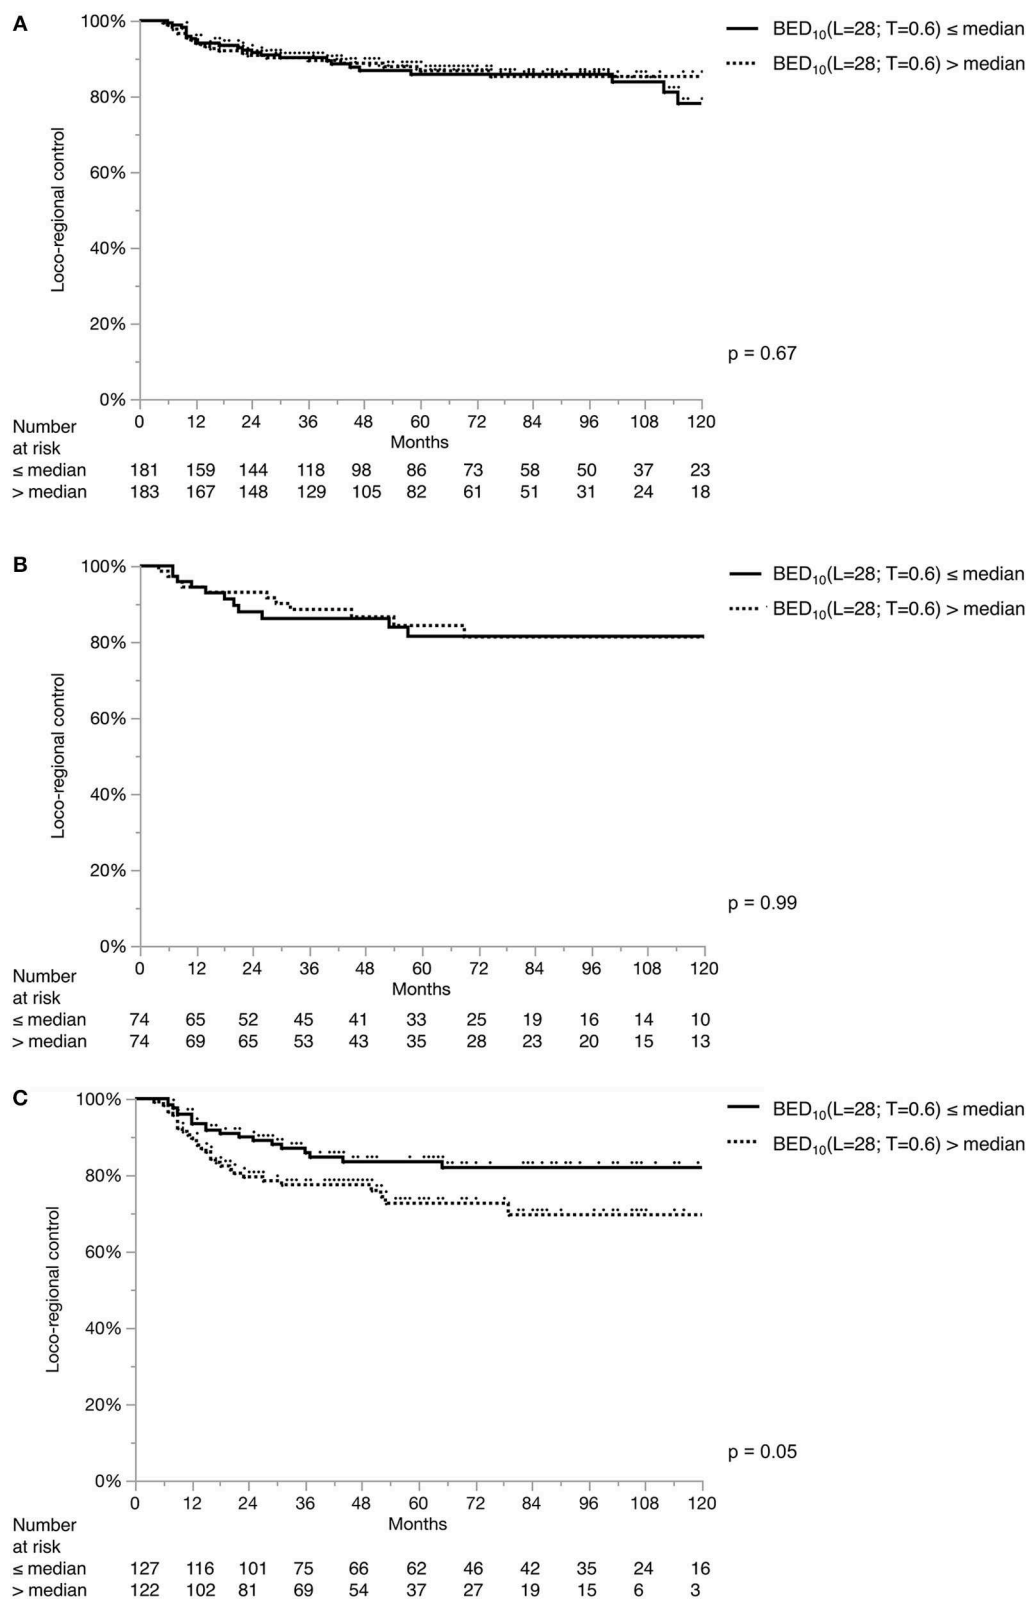 A
100%
80%
60%
40%
20%
0%
Loco-regional control
BED10(L=28; T=0.6) ≤ median
BED10(L=28; T=0.6) > median
p = 0.67
0 12 24 36 48 60 72 84 96 108 120
Months
Number
at risk
≤ median 181 159 144 118 98 86 73 58 50 37 23
> median 183 167 148 129 105 82 61 51 31 24 18
B
100%
80%
60%
40%
20%
0%
Loco-regional control
BED10(L=28; T=0.6) ≤ median
BED10(L=28; T=0.6) > median
p = 0.99
0 12 24 36 48 60 72 84 96 108 120
Months
Number
at risk
≤ median 74 65 52 45 41 33 25 19 16 14 10
> median 74 69 65 53 43 35 28 23 20 15 13
C
100%
80%
60%
40%
20%
0%
Loco-regional control
BED10(L=28; T=0.6) ≤ median
BED10(L=28; T=0.6) > median
p = 0.05
0 12 24 36 48 60 72 84 96 108 120
Months
Number
at risk
≤ median 127 116 101 75 66 62 46 42 35 24 16
> median 122 102 81 69 54 37 27 19 15 6 3